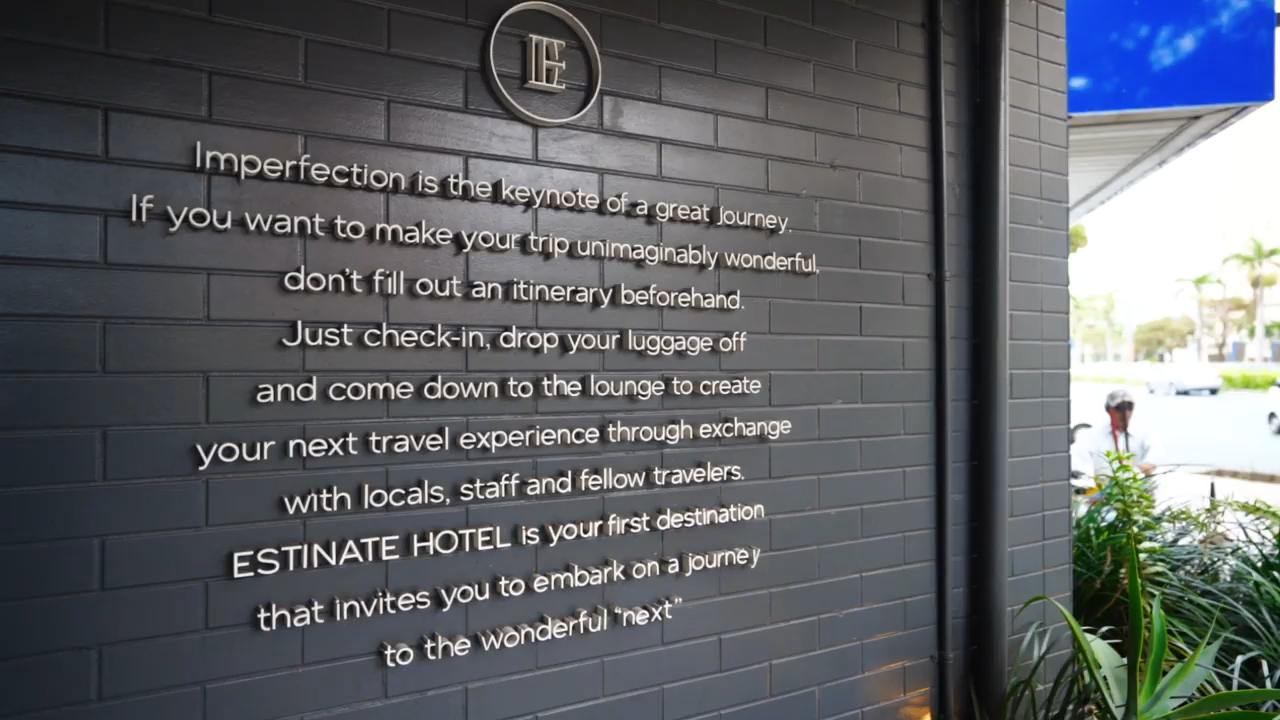 E
Imperfection is the keynote of a great Journey.
If you want to make your trip unimaginably wonderful,
don't fill out an itinerary beforehand.
Just check-in, drop your luggage off
and come down to the lounge to create
your next travel experience through exchange
with locals, staff and fellow travelers.
ESTINATE HOTEL is your first destination
that invites you to embark on a journey
to the wonderful “next”